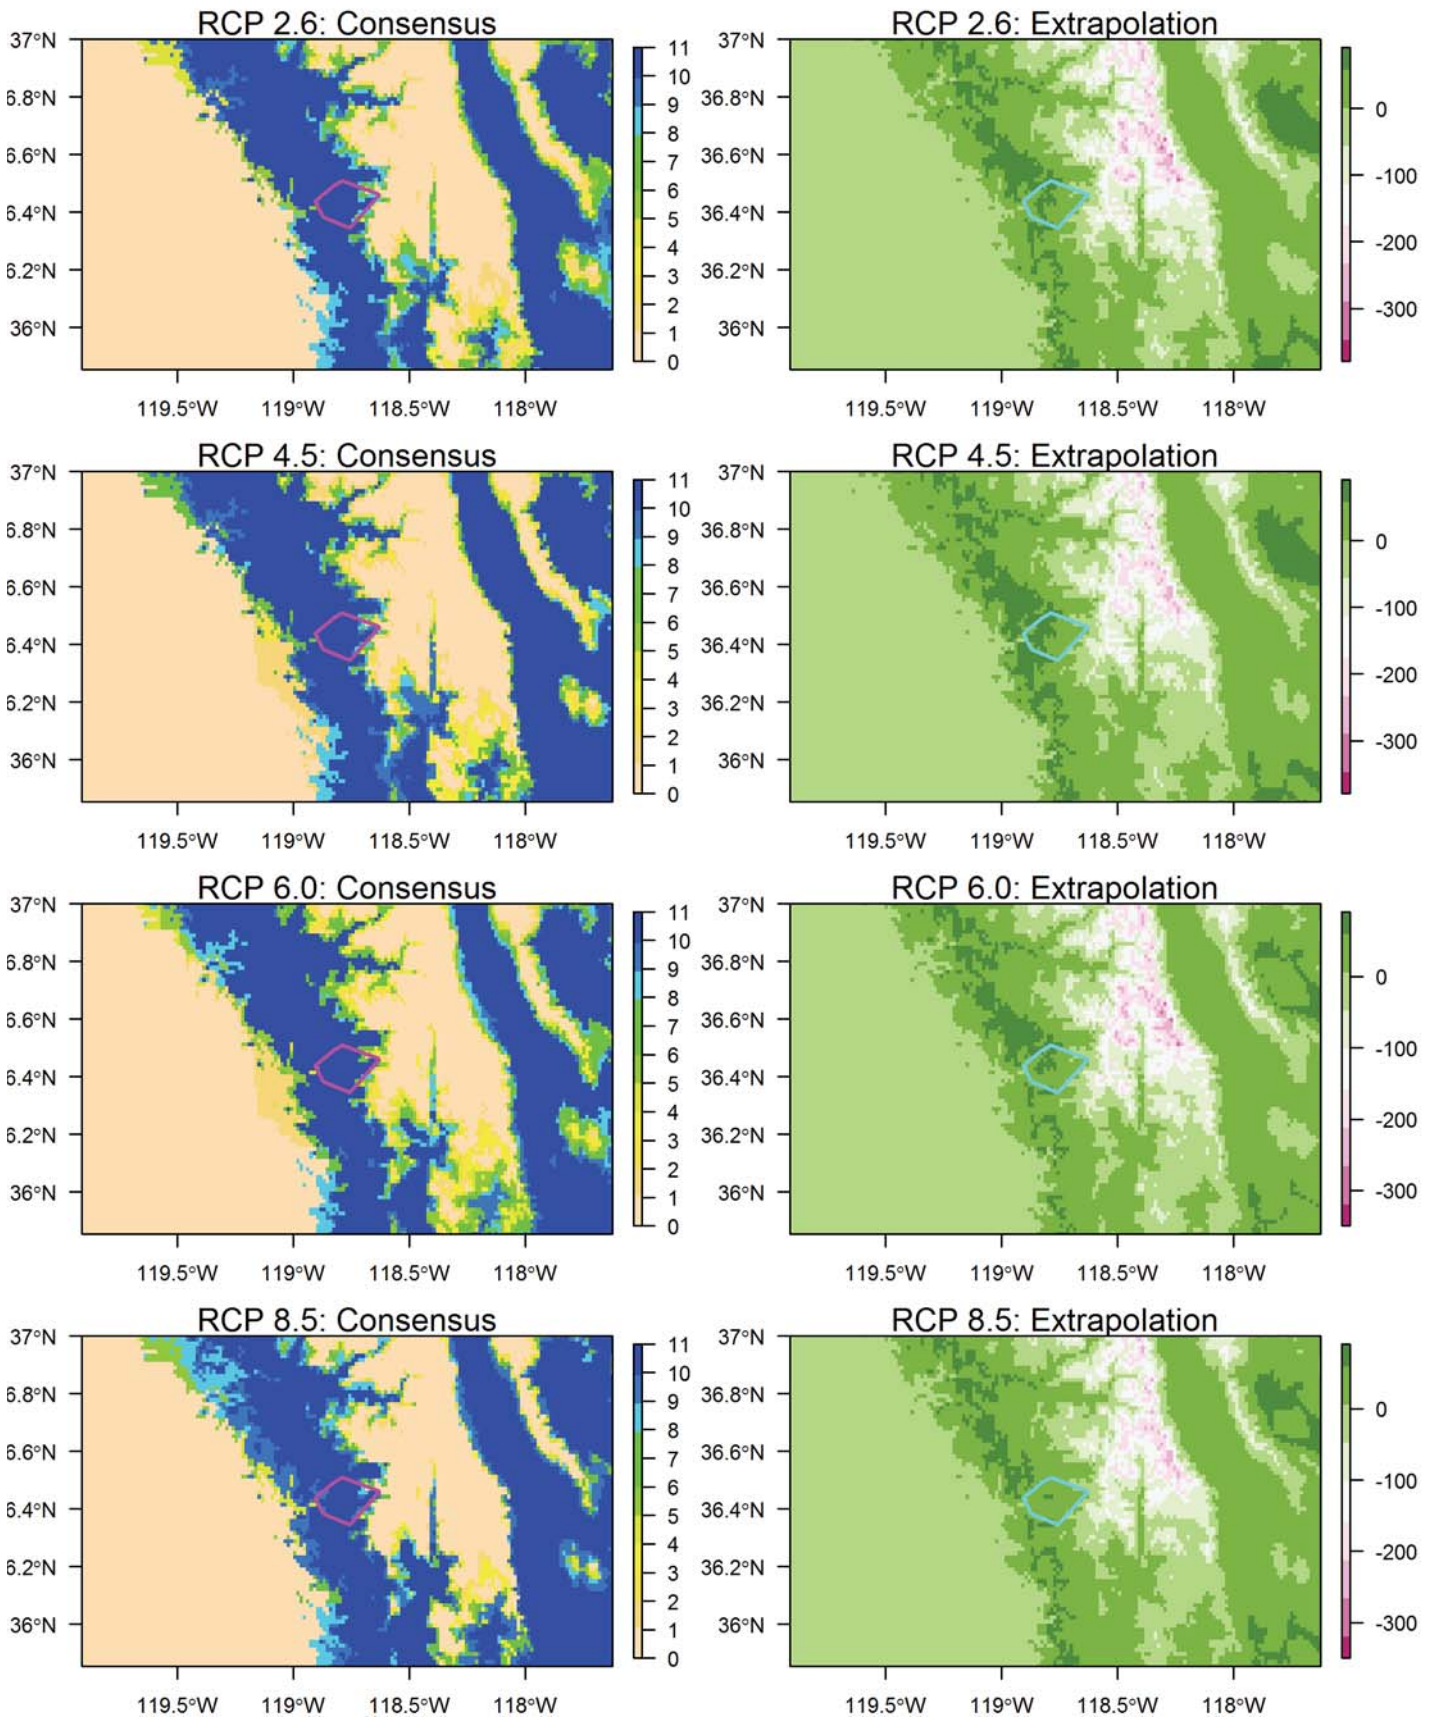 RCP 2.6: Consensus
37°N
6.8°N
6.6°N
6.4°N
6.2°N
36°N
119.5°W 119°W 118.5°W 118°W
11
10
9
8
7
6
5
4
3
2
1
0
RCP 2.6: Extrapolation
37°N
36.8°N
36.6°N
36.4°N
36.2°N
36°N
119.5°W 119°W 118.5°W 118°W
0
-100
-200
-300
RCP 4.5: Consensus
37°N
6.8°N
6.6°N
6.4°N
6.2°N
36°N
119.5°W 119°W 118.5°W 118°W
11
10
9
8
7
6
5
4
3
2
1
0
RCP 4.5: Extrapolation
37°N
36.8°N
36.6°N
36.4°N
36.2°N
36°N
119.5°W 119°W 118.5°W 118°W
0
-100
-200
-300
RCP 6.0: Consensus
37°N
6.8°N
6.6°N
6.4°N
6.2°N
36°N
119.5°W 119°W 118.5°W 118°W
11
10
9
8
7
6
5
4
3
2
1
0
RCP 6.0: Extrapolation
37°N
36.8°N
36.6°N
36.4°N
36.2°N
36°N
119.5°W 119°W 118.5°W 118°W
0
-100
-200
-300
RCP 8.5: Consensus
37°N
6.8°N
6.6°N
6.4°N
6.2°N
36°N
119.5°W 119°W 118.5°W 118°W
11
10
9
8
7
6
5
4
3
2
1
0
RCP 8.5: Extrapolation
37°N
36.8°N
36.6°N
36.4°N
36.2°N
36°N
119.5°W 119°W 118.5°W 118°W
0
-100
-200
-300